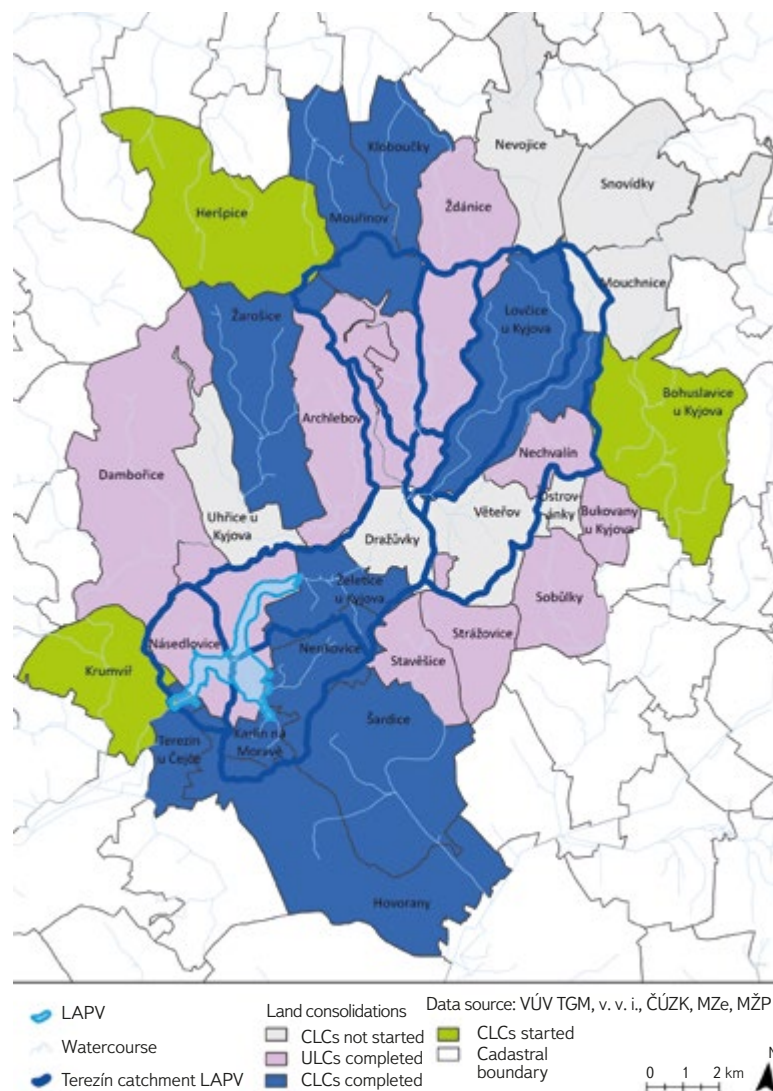 Kloboučky
Nevojice
Snovídky
Ždánice
Heršpice
Mouřínov
Mouchnice
Lovčice
u Kyjova
Žarošice
Bohuslavice
u Kyjova
Archlebov
Nechvalín
Dambořice
Ostrov-
ánky
Bukovany
u Kyjova
Uhřice u
Kyjova
Věteřov
Dražůvky
Želetice
u Kyjova
Sobůlky
Násedlovice
Strážovice
Nenkovice
Stavěšice
Krumvíř
Šardice
Terezín
u Čejče
Karlín na
Moravě
Hovorany
LAPV
Watercourse
Terezín catchment LAPV
Land consolidations
CLCs not started
ULCs completed
CLCs completed
Data source: VÚV TGM, v. v. i., ČÚZK, MZe, MŽP
CLCs started
Cadastral
boundary
N
0 1 2 km